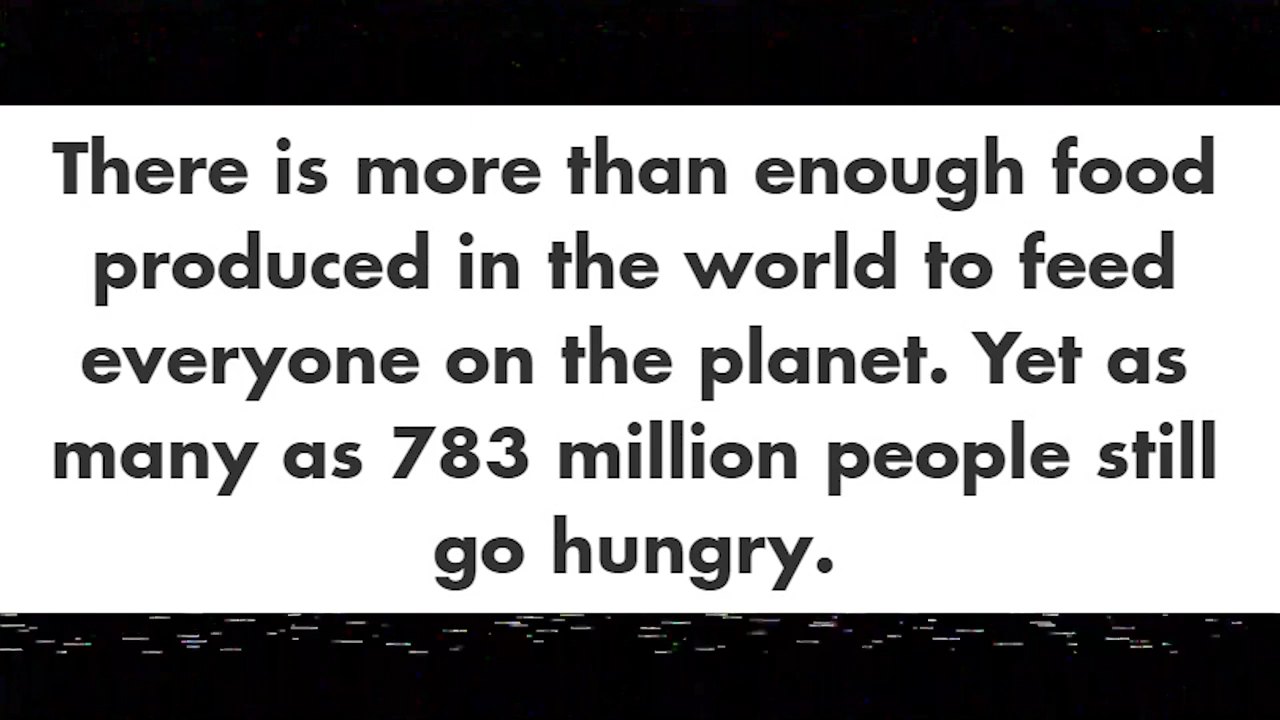 There is more than enough food
produced in the world to feed
everyone on the planet. Yet as
many as 783 million people still
go hungry.